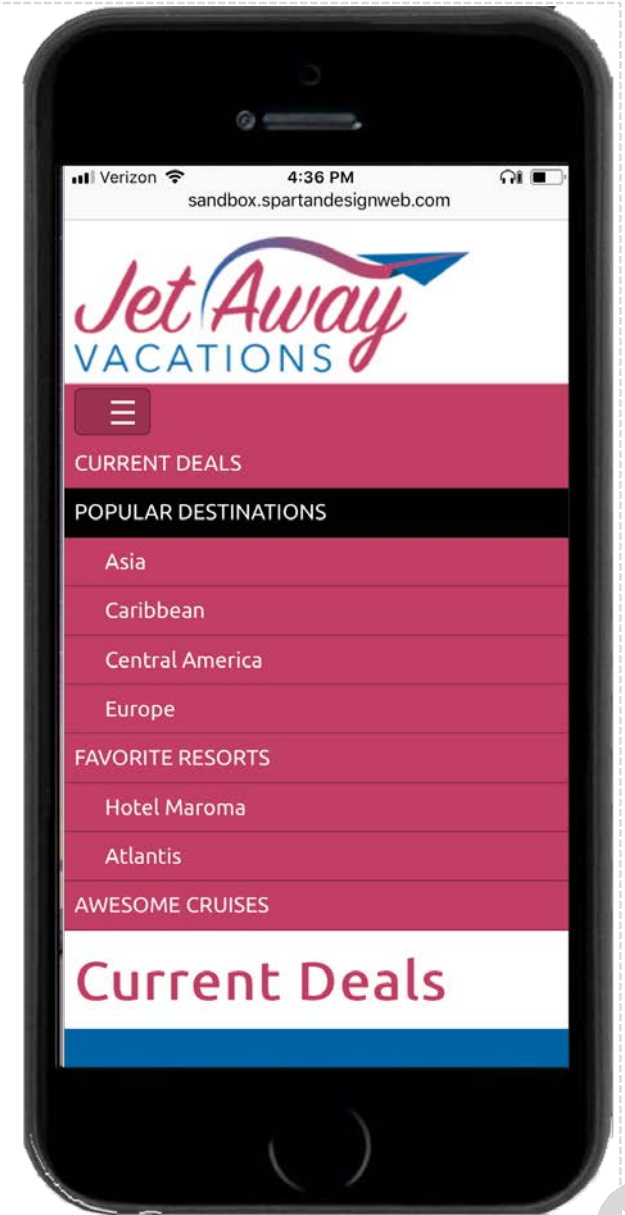 Verizon 4:36 PM
sandbox.spartandesignweb.com
Jet Away
VACATIONS
CURRENT DEALS
POPULAR DESTINATIONS
Asia
Caribbean
Central America
Europe
FAVORITE RESORTS
Hotel Maroma
Atlantis
AWESOME CRUISES
Current Deals